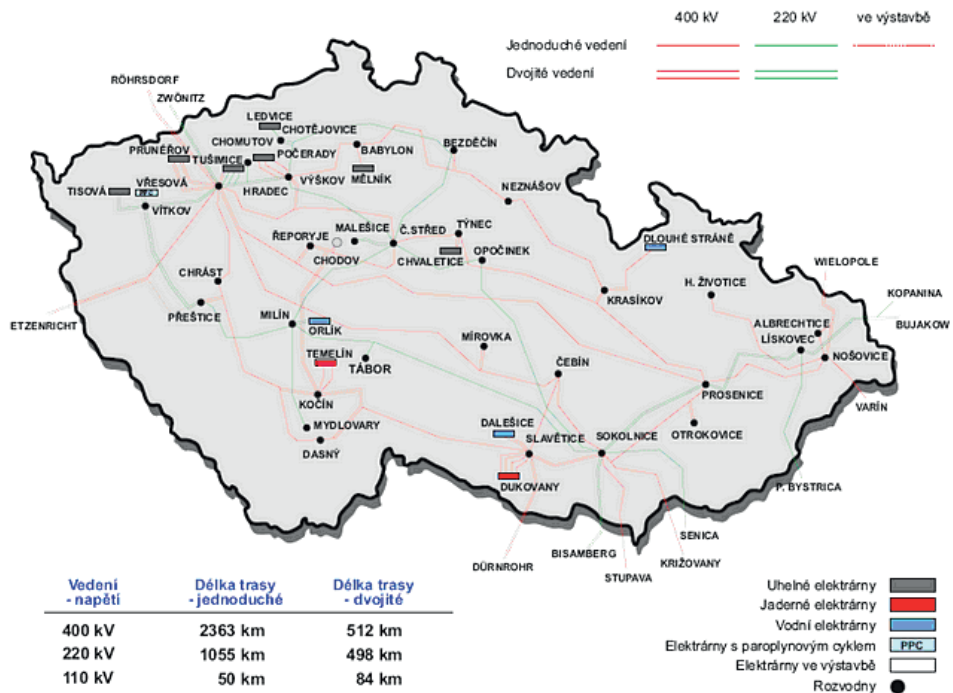 400 kV 220 kV ve výstavbě
Jednoduché vedení
Dvojité vedení
RÖHRSDORF
ZWÖNITZ
LEDVICE
CHOTĚJOVICE
CHOMUTOV
PRUNÉŘOV
TUŠIMICE
POČERADY
BABYLON
BEZDĚČÍN
TISOVÁ
VŘESOVÁ
PPC
VÍTKOV
HRADEC
VÝŠKOV
MĚLNÍK
NEZNÁŠOV
ŘEPORYJE
MALEŠICE
CHODOV
Č.STŘED
TÝNEC
CHVALETICE
OPOČINEK
DLOUHÉ STRÁNĚ
WIELOPOLE
CHRÁST
KRASÍKOV
H. ŽIVOTICE
KOPANINA
BUJAKOW
ETZENRICHT
PŘEŠTICE
MILÍN
ORLÍK
ALBRECHTICE
LÍSKOVEC
MÍROVKA
TEMELÍN
TÁBOR
ČEBÍN
NOŠOVICE
PROSENICE
KOČÍN
VARÍN
MYDLOVARY
DASNÝ
DALEŠICE
SLAVĚTICE
SOKOLNICE
OTROKOVICE
DUKOVANY
P. BYSTRICA
SENICA
BISAMBERG
DÜRNROHR
KRIŽOVANY
STUPAVA
Vedení Délka trasy Délka trasy
- napětí - jednoduché - dvojité
400 kV 2363 km 512 km
220 kV 1055 km 498 km
110 kV 50 km 84 km
Uhelné elektrárny
Jaderné elektrárny
Vodní elektrárny
Elektrárny s paroplynovým cyklem PPC
Elektrárny ve výstavbě
Rozvodny